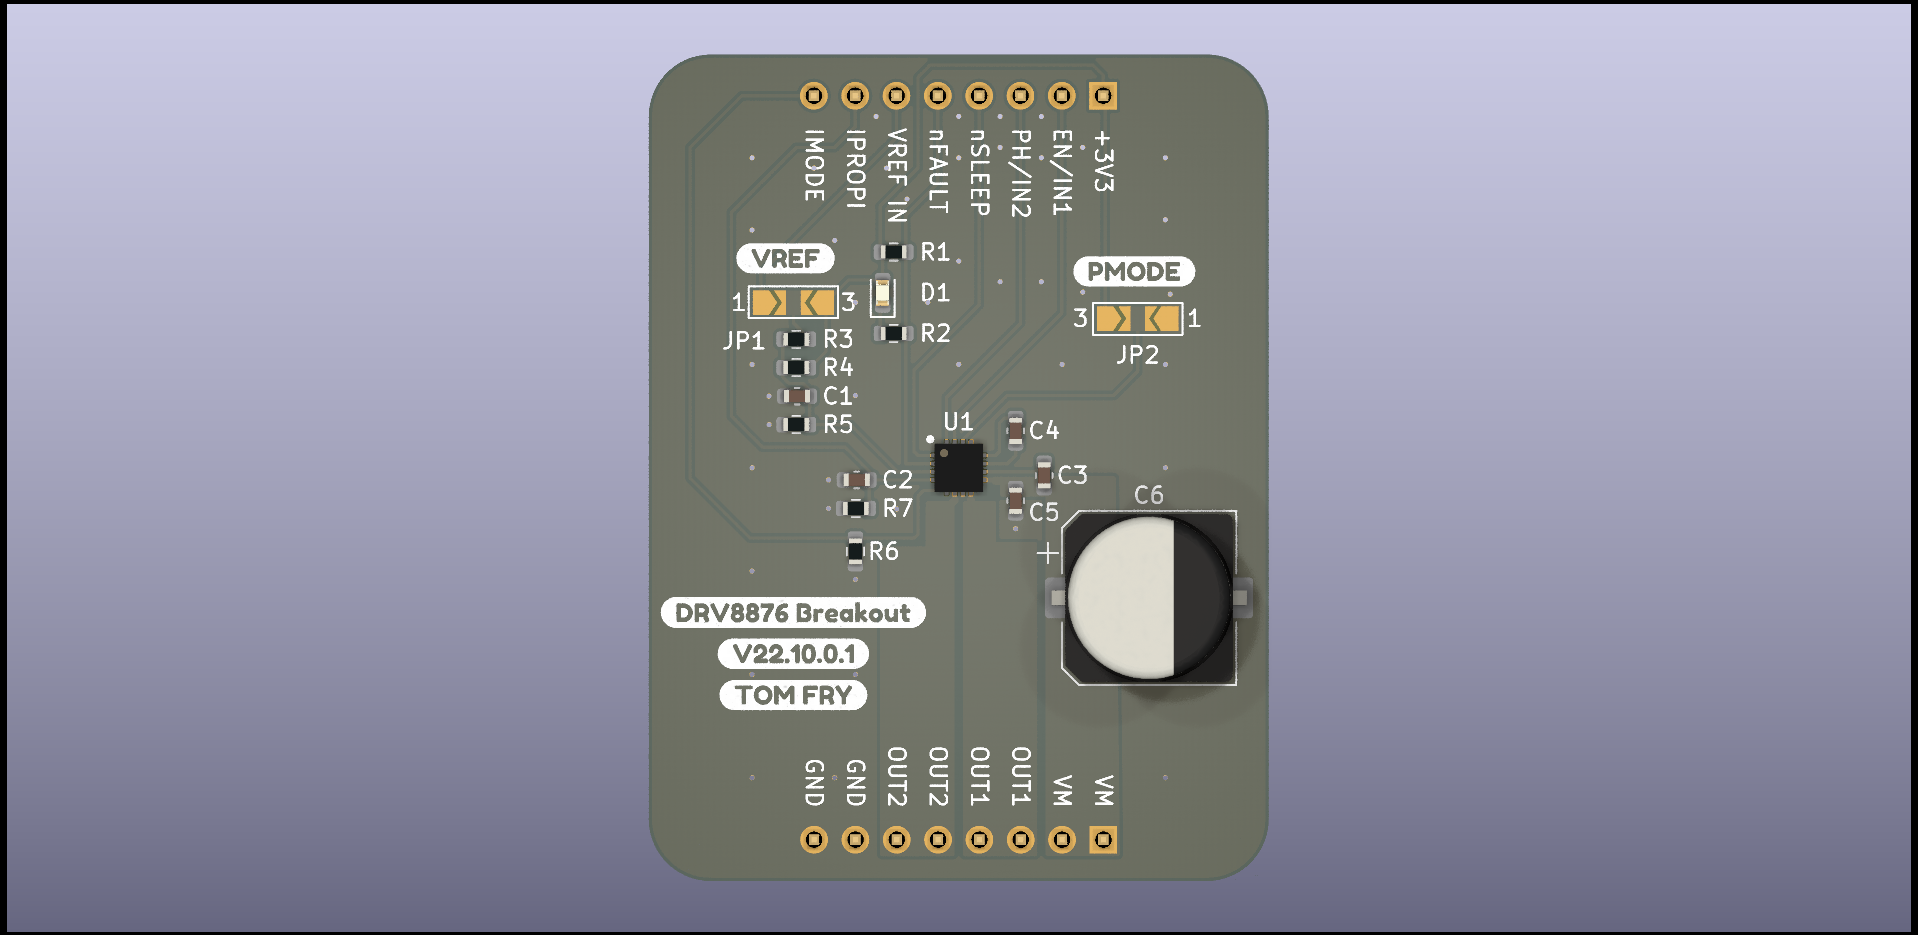 IMODE
IPROPI
VREF IN
nFAULT
nSLEEP
PH/IN2
EN/IN1
+3V3
VREF
1
3
JP1
R1
D1
R2
R3
R4
C1
R5
PMODE
3
1
JP2
U1
C4
C3
C5
C2
R7
R6
C6
+
DRV8876 Breakout
V22.10.0.1
TOM FRY
GND
GND
OUT2
OUT2
OUT1
OUT1
VM
VM